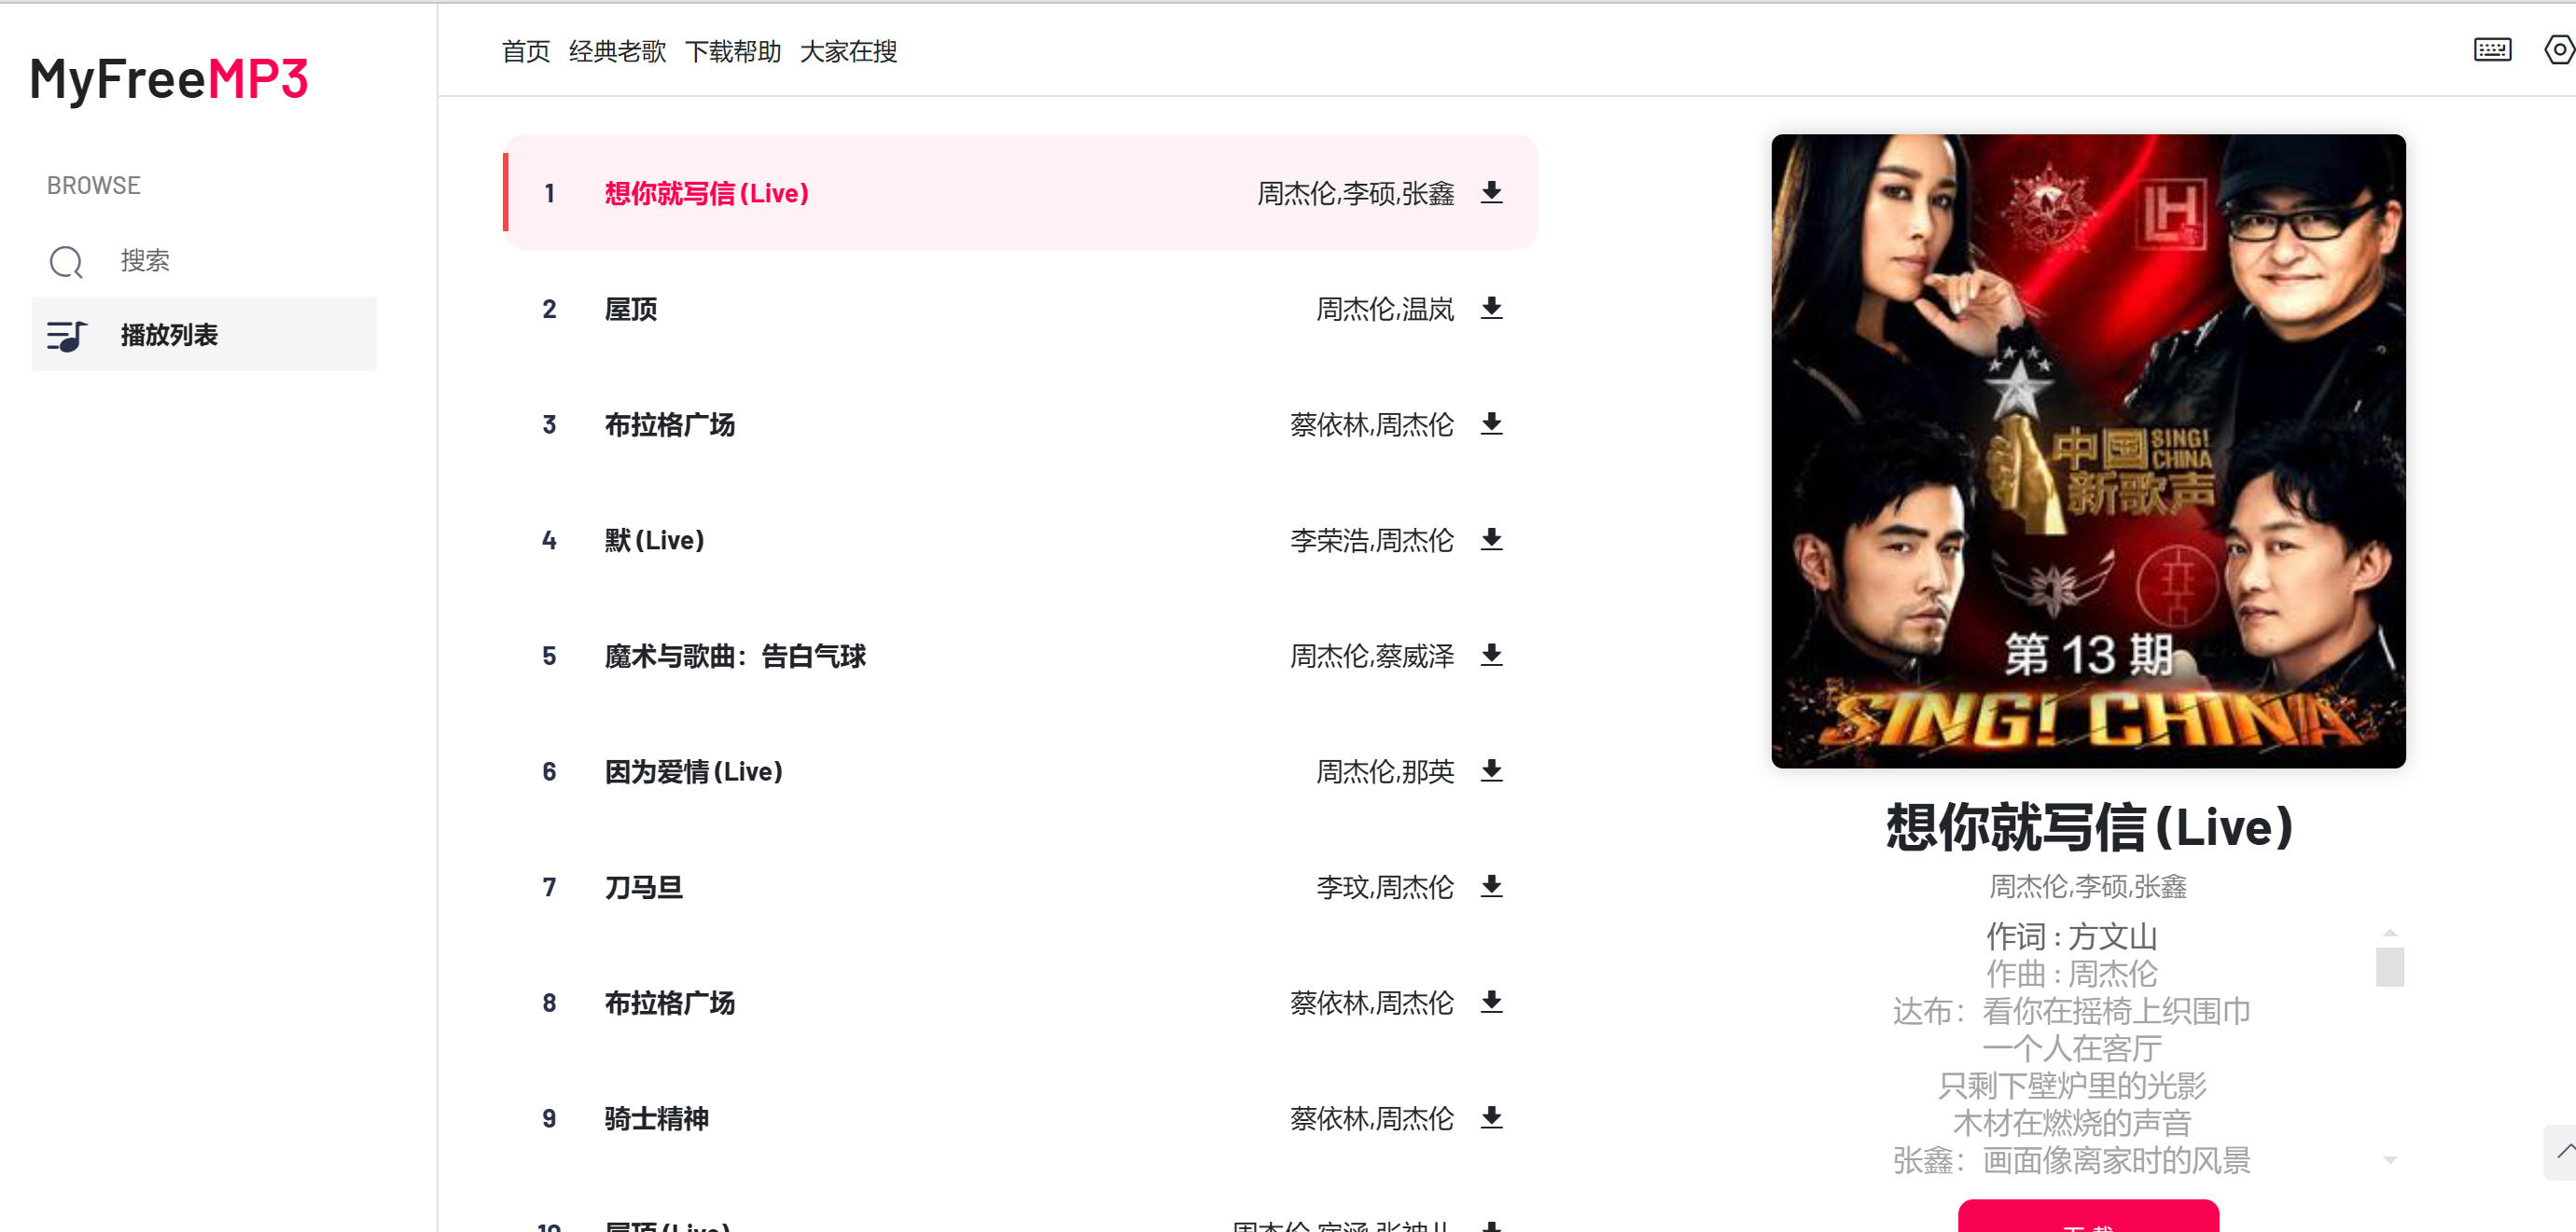 MyFreeMP3
BROWSE
搜索
播放列表
首页 经典老歌 下载帮助 大家在搜
1 想你就写信 (Live) 周杰伦,李硕,张鑫
2 屋顶 周杰伦,温岚
3 布拉格广场 蔡依林,周杰伦
4 默 (Live) 李荣浩,周杰伦
5 魔术与歌曲：告白气球 周杰伦,蔡威泽
6 因为爱情 (Live) 周杰伦,那英
7 刀马旦 李玟,周杰伦
8 布拉格广场 蔡依林,周杰伦
9 骑士精神 蔡依林,周杰伦
10 屋顶 (Live)
LH
中国 SING! CHINA
新歌声
第 13 期
SING! CHINA
想你就写信 (Live)
周杰伦,李硕,张鑫
作词 : 方文山
作曲 : 周杰伦
达布：看你在摇椅上织围巾
一个人在客厅
只剩下壁炉里的光影
木材在燃烧的声音
张鑫：画面像离家时的风景
下载